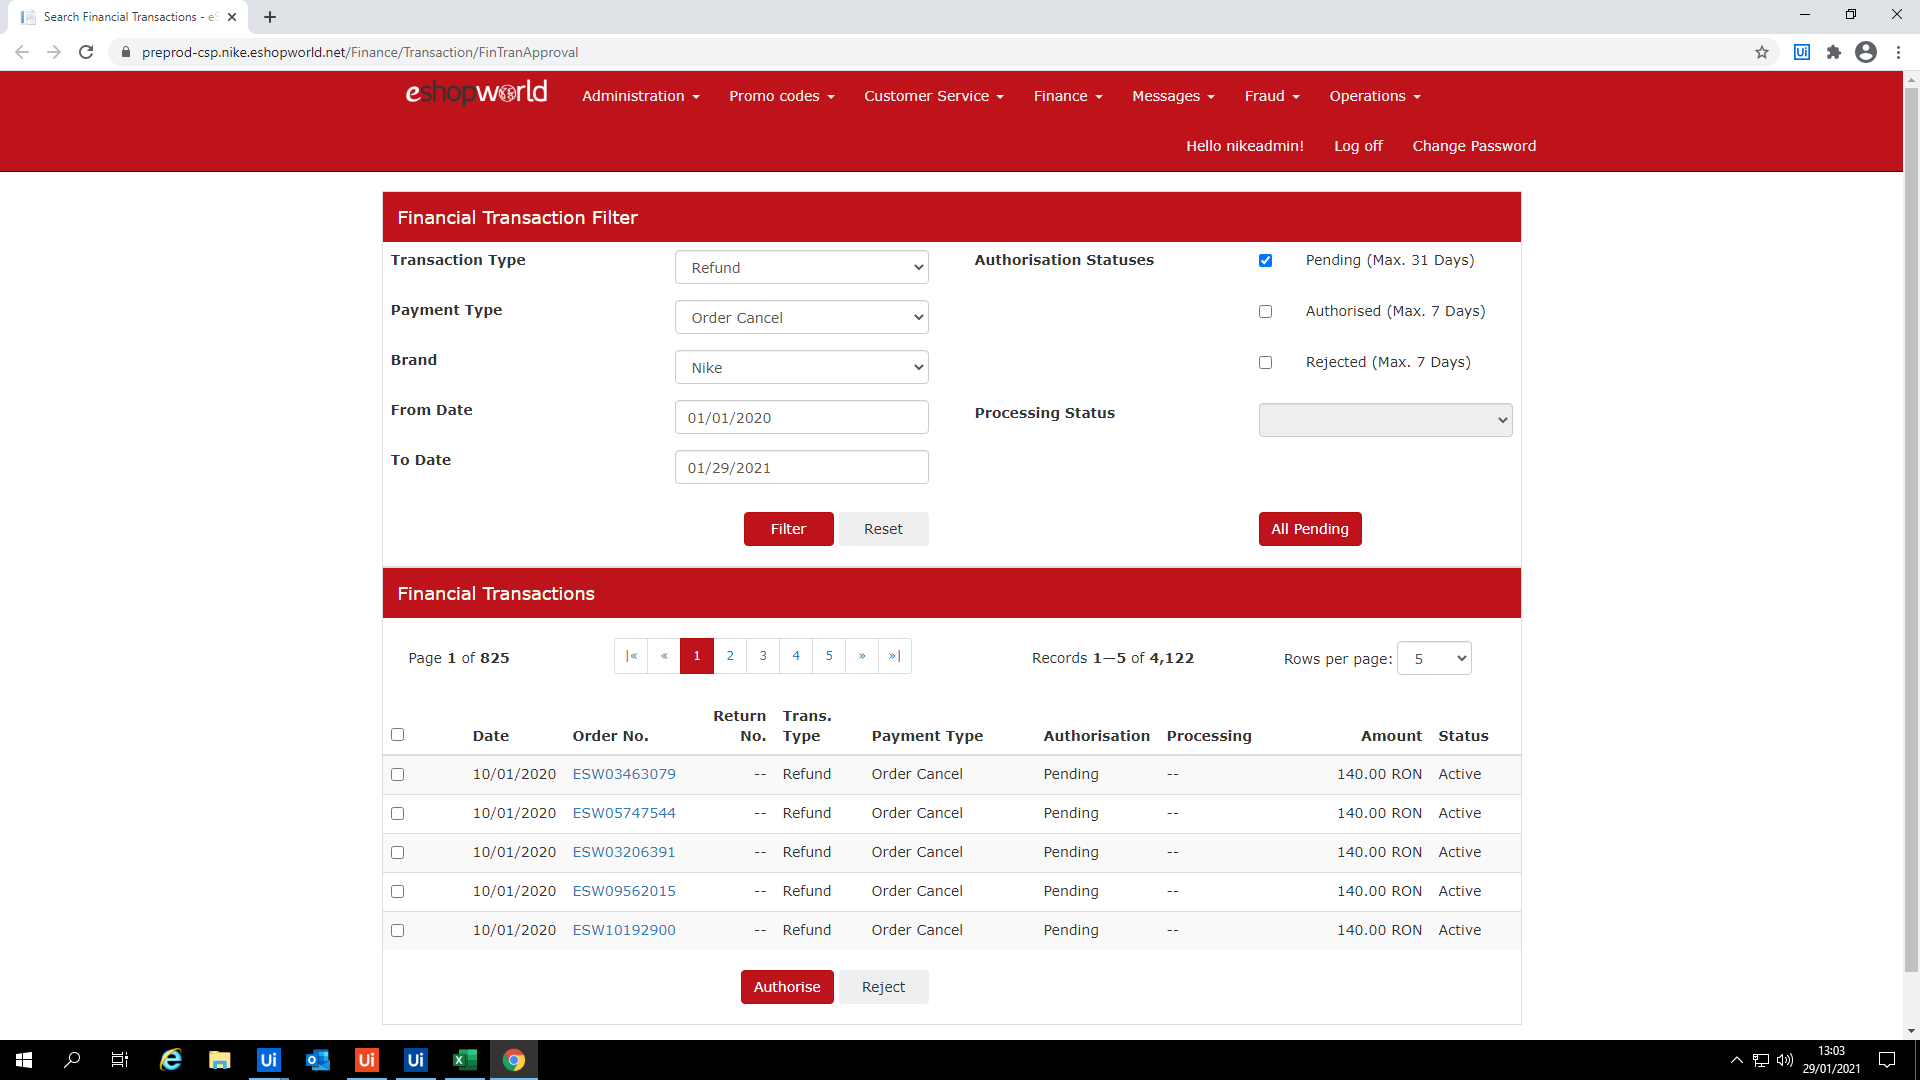 Search Financial Transactions - eS
preprod-csp.nike.eshopworld.net/Finance/Transaction/FinTranApproval
eshopworld Administration Promo codes Customer Service Finance Messages Fraud Operations
Hello nikeadmin! Log off Change Password
Financial Transaction Filter
Transaction Type Refund Authorisation Statuses Pending (Max. 31 Days)
Payment Type Order Cancel Authorised (Max. 7 Days)
Brand Nike Rejected (Max. 7 Days)
From Date 01/01/2020 Processing Status
To Date 01/29/2021
Filter Reset All Pending
Financial Transactions
Page 1 of 825 |« « 1 2 3 4 5 » »| Records 1—5 of 4,122 Rows per page: 5
Date Order No. Return No. Trans. Type Payment Type Authorisation Processing Amount Status
10/01/2020 ESW03463079 -- Refund Order Cancel Pending -- 140.00 RON Active
10/01/2020 ESW05747544 -- Refund Order Cancel Pending -- 140.00 RON Active
10/01/2020 ESW03206391 -- Refund Order Cancel Pending -- 140.00 RON Active
10/01/2020 ESW09562015 -- Refund Order Cancel Pending -- 140.00 RON Active
10/01/2020 ESW10192900 -- Refund Order Cancel Pending -- 140.00 RON Active
Authorise Reject
Ui Ui Ui
13:03
29/01/2021